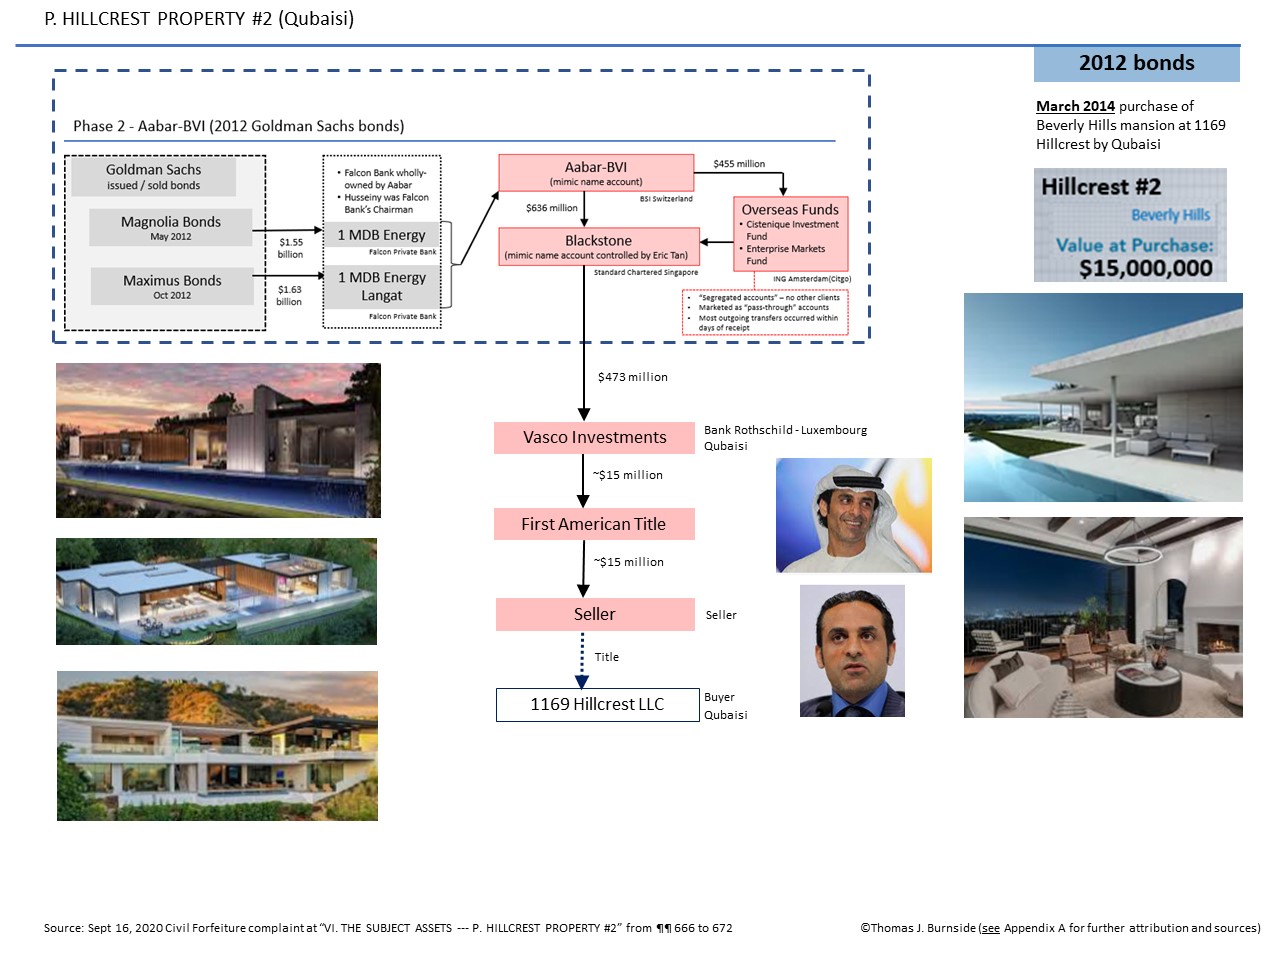 P. HILLCREST PROPERTY #2 (Qubaisi)
2012 bonds
March 2014 purchase of
Beverly Hills mansion at 1169
Hillcrest by Qubaisi
Hillcrest #2
Beverly Hills
Value at Purchase:
$15,000,000
Phase 2 - Aabar-BVI (2012 Goldman Sachs bonds)
Goldman Sachs
issued / sold bonds
Magnolia Bonds
May 2012
Maximus Bonds
Oct 2012
$1.55
billion
$1.63
billion
• Falcon Bank wholly-
owned by Aabar
• Husseiny was Falcon
Bank's Chairman
1 MDB Energy
Falcon Private Bank
1 MDB Energy
Langat
Falcon Private Bank
Aabar-BVI
(mimic name account)
BSI Switzerland
$455 million
$636 million
Overseas Funds
• Cistenique Investment
Fund
• Enterprise Markets
Fund
ING Amsterdam(Citgo)
Blackstone
(mimic name account controlled by Eric Tan)
Standard Chartered Singapore
• "Segregated accounts" – no other clients
• Marketed as "pass-through" accounts
• Most outgoing transfers occurred within
days of receipt
$473 million
Vasco Investments
Bank Rothschild - Luxembourg
Qubaisi
~$15 million
First American Title
~$15 million
Seller
Seller
Title
1169 Hillcrest LLC
Buyer
Qubaisi
Source: Sept 16, 2020 Civil Forfeiture complaint at “VI. THE SUBJECT ASSETS --- P. HILLCREST PROPERTY #2” from ¶¶ 666 to 672
©Thomas J. Burnside (see Appendix A for further attribution and sources)